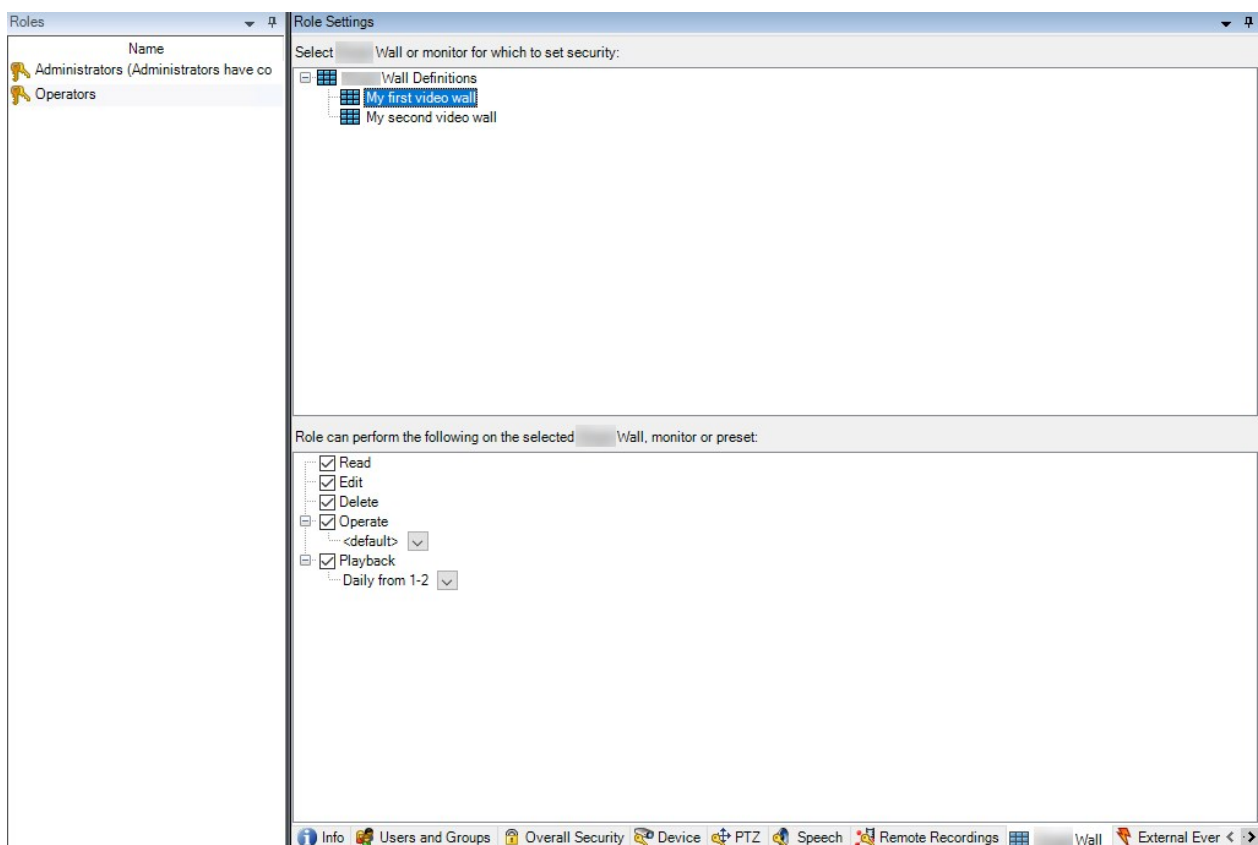 Roles
Name
Administrators (Administrators have co
Operators
Role Settings
Select Wall or monitor for which to set security:
Wall Definitions
My first video wall
My second video wall
Role can perform the following on the selected Wall, monitor or preset:
Read
Edit
Delete
Operate
<default>
Playback
Daily from 1-2
Info Users and Groups Overall Security Device PTZ Speech Remote Recordings Wall External Ever